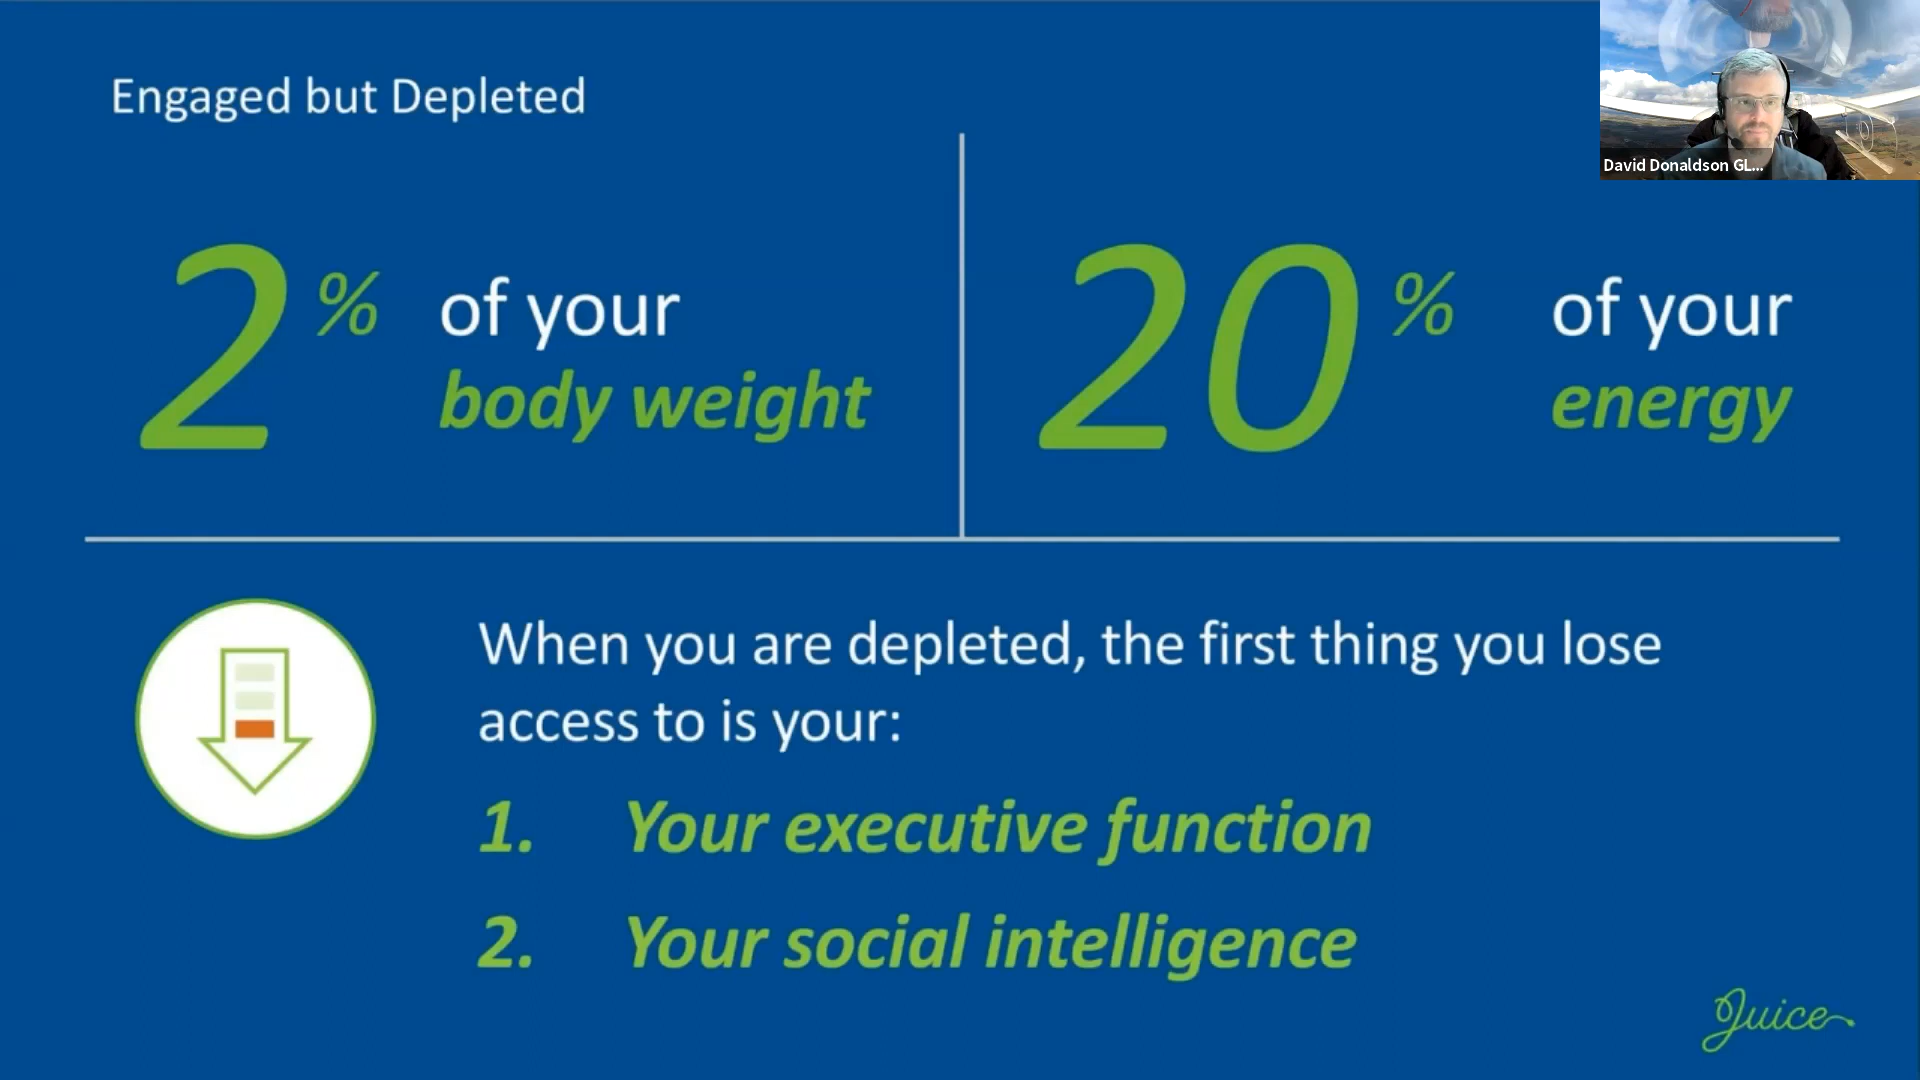 Engaged but Depleted
David Donaldson GL...
2% of your
body weight
20% of your
energy
When you are depleted, the first thing you lose
access to is your:
1. Your executive function
2. Your social intelligence
Juice